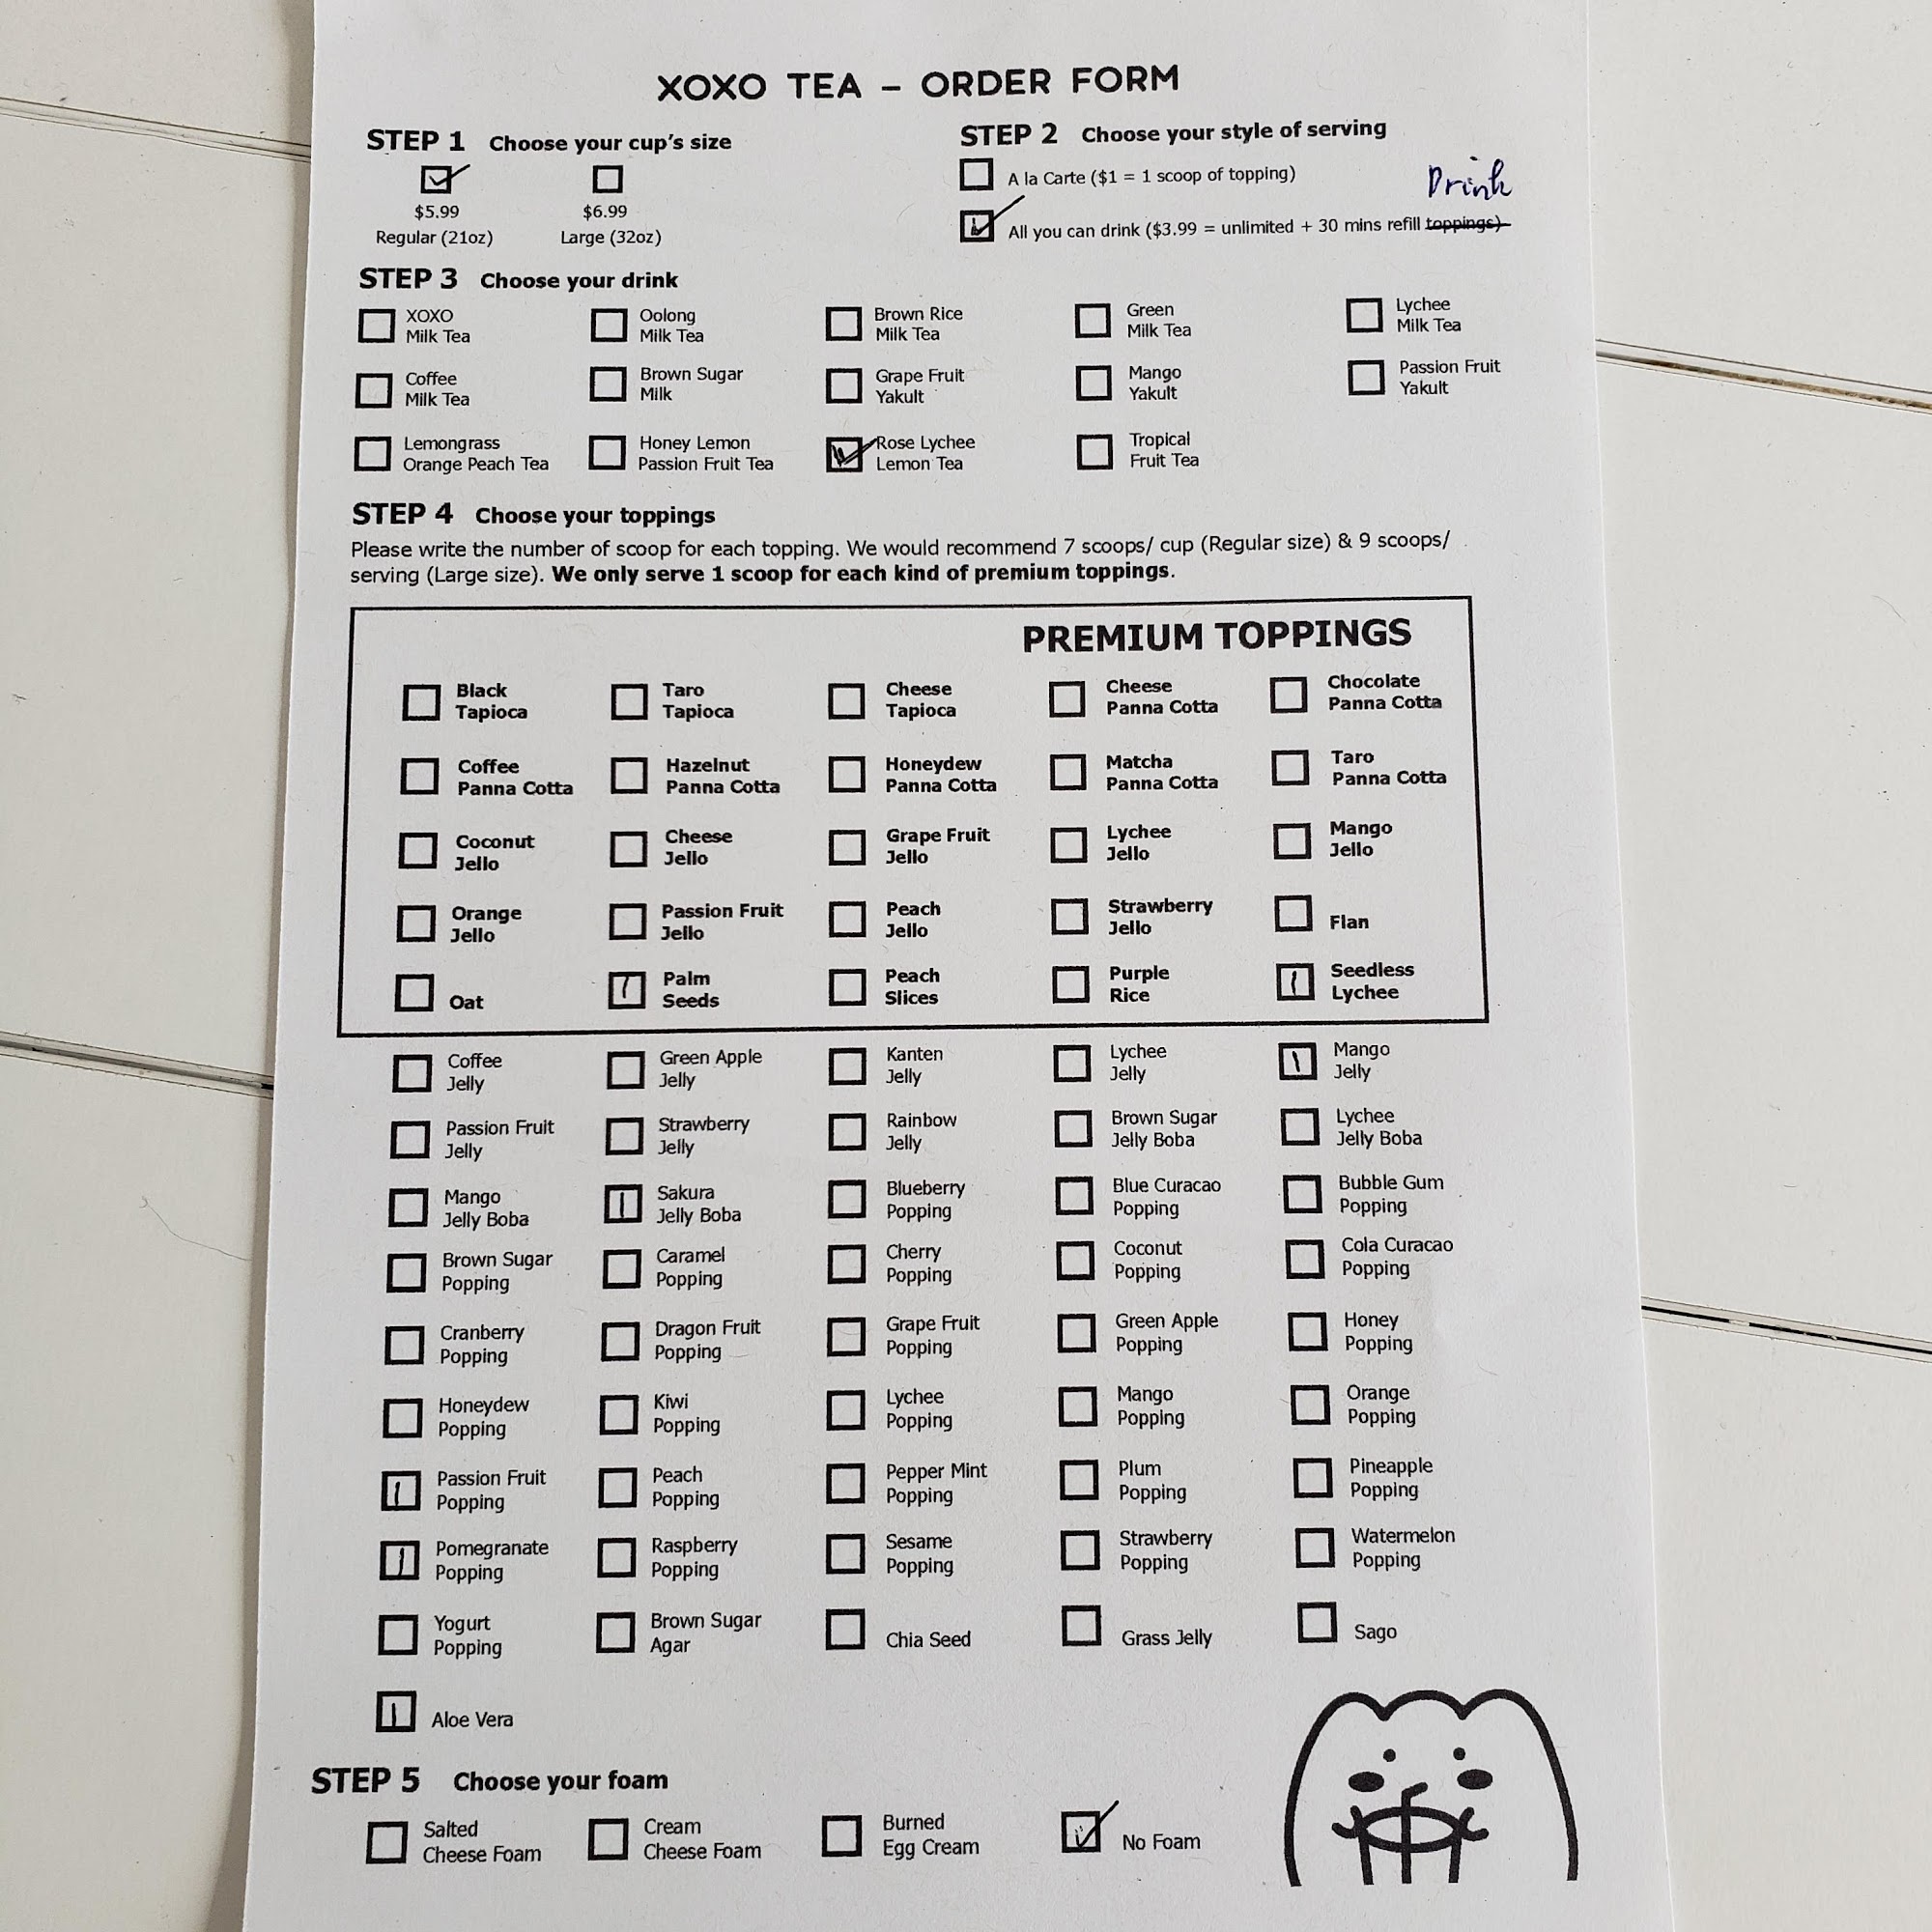 XOXO TEA – ORDER FORM
STEP 1 Choose your cup's size
$5.99
Regular (21oz)
$6.99
Large (32oz)
STEP 2 Choose your style of serving
A la Carte ($1 = 1 scoop of topping)
Drink
All you can drink ($3.99 = unlimited + 30 mins refill toppings)
STEP 3 Choose your drink
XOXO
Milk Tea
Oolong
Milk Tea
Brown Rice
Milk Tea
Green
Milk Tea
Lychee
Milk Tea
Coffee
Milk Tea
Brown Sugar
Milk
Grape Fruit
Yakult
Mango
Yakult
Passion Fruit
Yakult
Lemongrass
Orange Peach Tea
Honey Lemon
Passion Fruit Tea
Rose Lychee
Lemon Tea
Tropical
Fruit Tea
STEP 4 Choose your toppings
Please write the number of scoop for each topping. We would recommend 7 scoops/ cup (Regular size) & 9 scoops/
serving (Large size). We only serve 1 scoop for each kind of premium toppings.
PREMIUM TOPPINGS
Black
Tapioca
Taro
Tapioca
Cheese
Tapioca
Cheese
Panna Cotta
Chocolate
Panna Cotta
Coffee
Panna Cotta
Hazelnut
Panna Cotta
Honeydew
Panna Cotta
Matcha
Panna Cotta
Taro
Panna Cotta
Coconut
Jello
Cheese
Jello
Grape Fruit
Jello
Lychee
Jello
Mango
Jello
Orange
Jello
Passion Fruit
Jello
Peach
Jello
Strawberry
Jello
Flan
Oat
1 Palm
Seeds
Peach
Slices
Purple
Rice
1 Seedless
Lychee
Coffee
Jelly
Green Apple
Jelly
Kanten
Jelly
Lychee
Jelly
1 Mango
Jelly
Passion Fruit
Jelly
Strawberry
Jelly
Rainbow
Jelly
Brown Sugar
Jelly Boba
Lychee
Jelly Boba
Mango
Jelly Boba
1 Sakura
Jelly Boba
Blueberry
Popping
Blue Curacao
Popping
Bubble Gum
Popping
Brown Sugar
Popping
Caramel
Popping
Cherry
Popping
Coconut
Popping
Cola Curacao
Popping
Cranberry
Popping
Dragon Fruit
Popping
Grape Fruit
Popping
Green Apple
Popping
Honey
Popping
Honeydew
Popping
Kiwi
Popping
Lychee
Popping
Mango
Popping
Orange
Popping
1 Passion Fruit
Popping
Peach
Popping
Pepper Mint
Popping
Plum
Popping
Pineapple
Popping
1 Pomegranate
Popping
Raspberry
Popping
Sesame
Popping
Strawberry
Popping
Watermelon
Popping
Yogurt
Popping
Brown Sugar
Agar
Chia Seed
Grass Jelly
Sago
1 Aloe Vera
STEP 5 Choose your foam
Salted
Cheese Foam
Cream
Cheese Foam
Burned
Egg Cream
No Foam